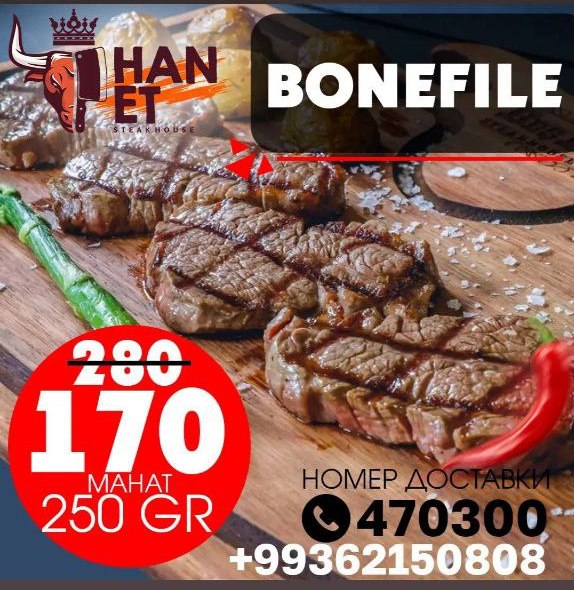 HAN
ET
STEAKHOUSE
BONEFILE
280
170
МАНАТ
250 GR
НОМЕР ДОСТАВКИ
470300
+99362150808